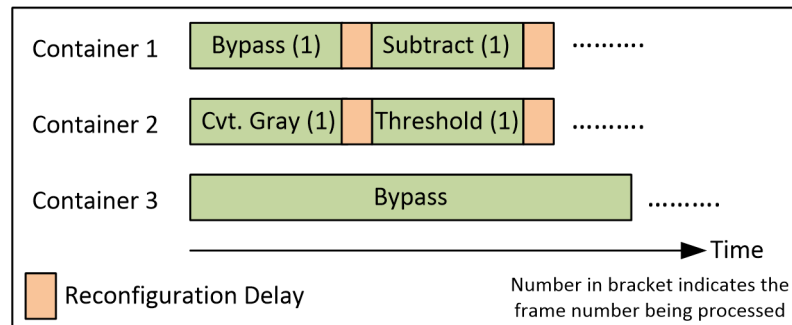 Container 1
Bypass (1)
Subtract (1)
……….
Container 2
Cvt. Gray (1)
Threshold (1)
……….
Container 3
Bypass
……….
Time
Reconfiguration Delay
Number in bracket indicates the
frame number being processed